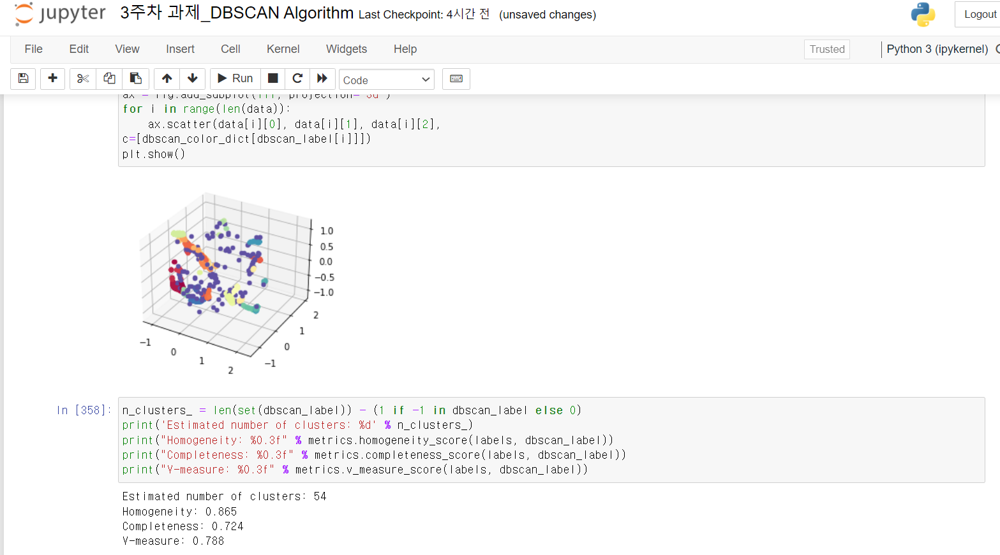 jupyter 3주차 과제_DBSCAN Algorithm Last Checkpoint: 4시간 전 (unsaved changes) Logout
File Edit View Insert Cell Kernel Widgets Help Trusted Python 3 (ipykernel)
Run Code
ax = fig.add_subplot(111, projection='3d')
for i in range(len(data)):
    ax.scatter(data[i][0], data[i][1], data[i][2],
c=[dbscan_color_dict[dbscan_label[i]]])
plt.show()
1.0
0.5
0.0
−0.5
−1.0
2
1
0
−1
−1
0
1
2
In [358]: n_clusters_ = len(set(dbscan_label)) - (1 if -1 in dbscan_label else 0)
print('Estimated number of clusters: %d' % n_clusters_)
print("Homogeneity: %0.3f" % metrics.homogeneity_score(labels, dbscan_label))
print("Completeness: %0.3f" % metrics.completeness_score(labels, dbscan_label))
print("V-measure: %0.3f" % metrics.v_measure_score(labels, dbscan_label))
Estimated number of clusters: 54
Homogeneity: 0.865
Completeness: 0.724
V-measure: 0.788